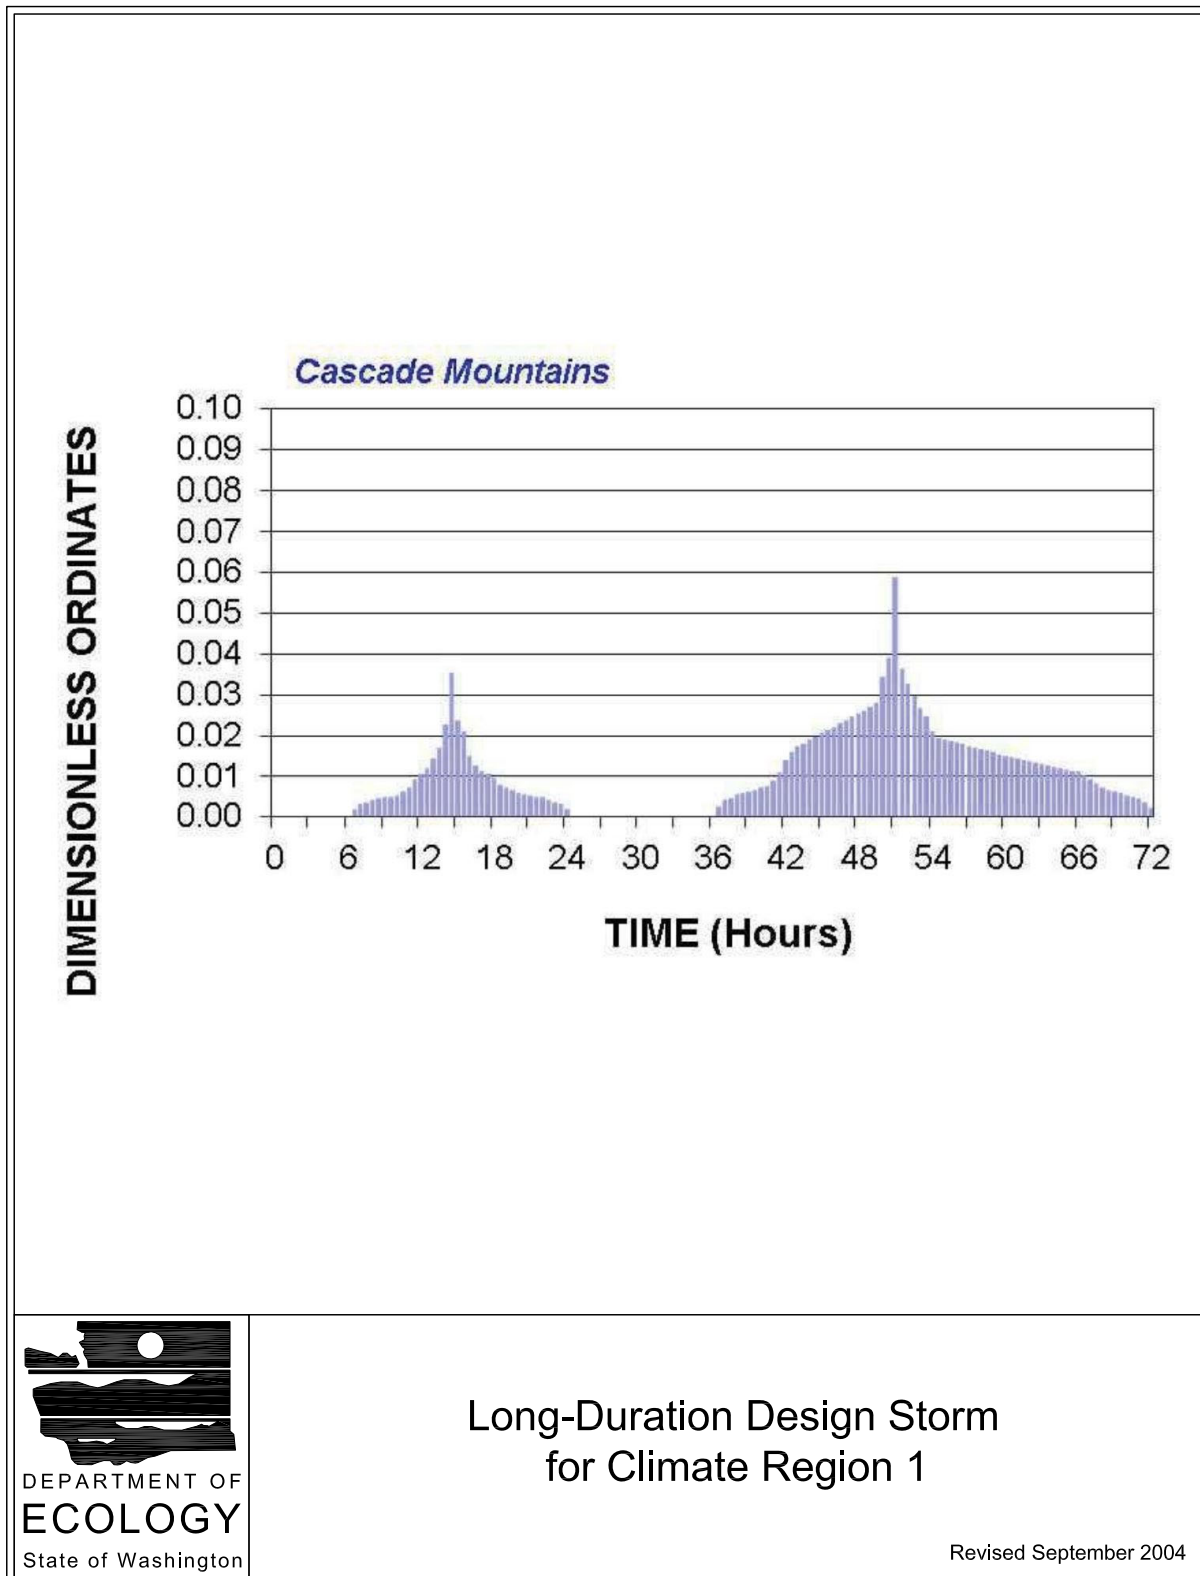 Cascade Mountains
DIMENSIONLESS ORDINATES
0.10
0.09
0.08
0.07
0.06
0.05
0.04
0.03
0.02
0.01
0.00
0 6 12 18 24 30 36 42 48 54 60 66 72
TIME (Hours)
DEPARTMENT OF
ECOLOGY
State of Washington
Long-Duration Design Storm
for Climate Region 1
Revised September 2004